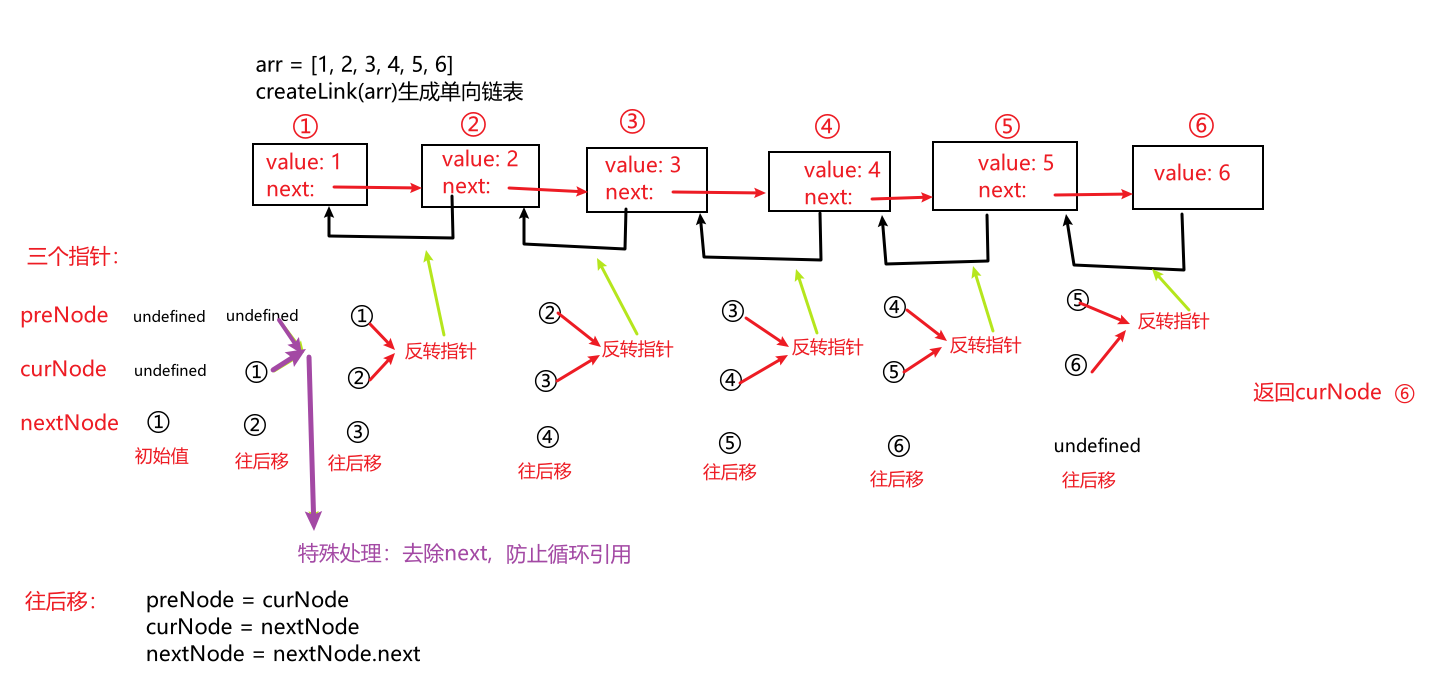 arr = [1, 2, 3, 4, 5, 6]
createLink(arr)生成单向链表
① ② ③ ④ ⑤ ⑥
value: 1
next:
value: 2
next:
value: 3
next:
value: 4
next:
value: 5
next:
value: 6
三个指针：
preNode undefined undefined ① ② ③ ④ ⑤
反转指针 反转指针 反转指针 反转指针 反转指针
curNode undefined ① ② ③ ④ ⑤ ⑥
返回curNode ⑥
nextNode ① ② ③ ④ ⑤ ⑥ undefined
初始值 往后移 往后移 往后移 往后移 往后移 往后移
特殊处理：去除next，防止循环引用
往后移： preNode = curNode
curNode = nextNode
nextNode = nextNode.next